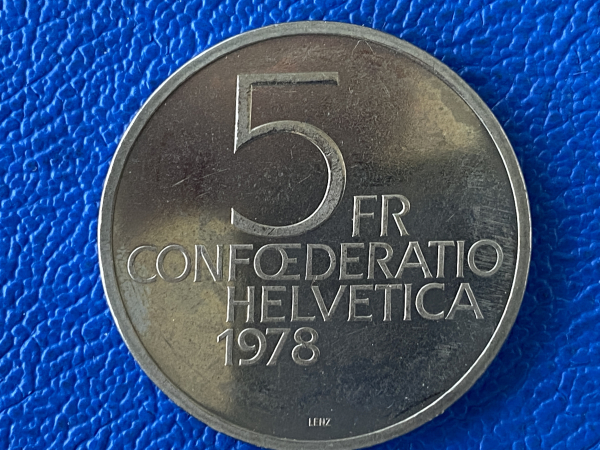 5 FR
CONFŒDERATIO
HELVETICA
1978
LENZ